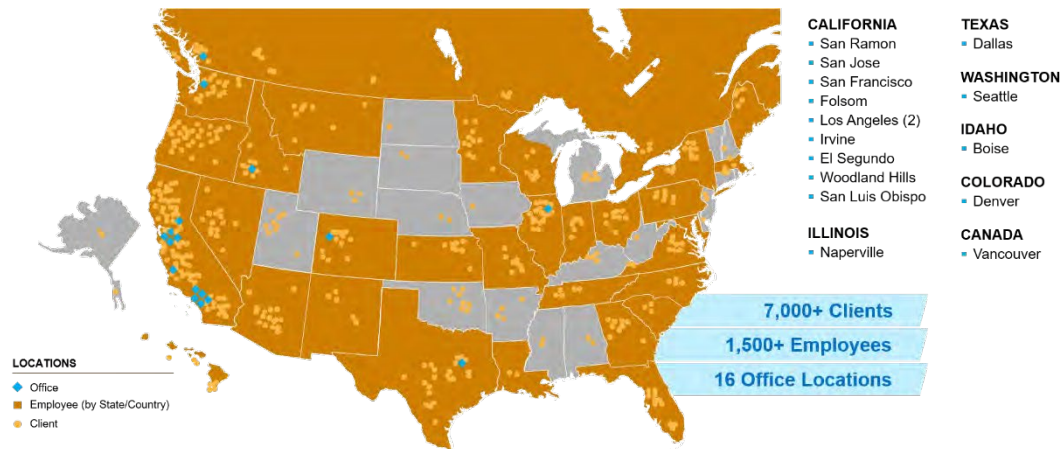 CALIFORNIA
San Ramon
San Jose
San Francisco
Folsom
Los Angeles (2)
Irvine
El Segundo
Woodland Hills
San Luis Obispo
ILLINOIS
Naperville
TEXAS
Dallas
WASHINGTON
Seattle
IDAHO
Boise
COLORADO
Denver
CANADA
Vancouver
7,000+ Clients
1,500+ Employees
16 Office Locations
LOCATIONS
Office
Employee (by State/Country)
Client